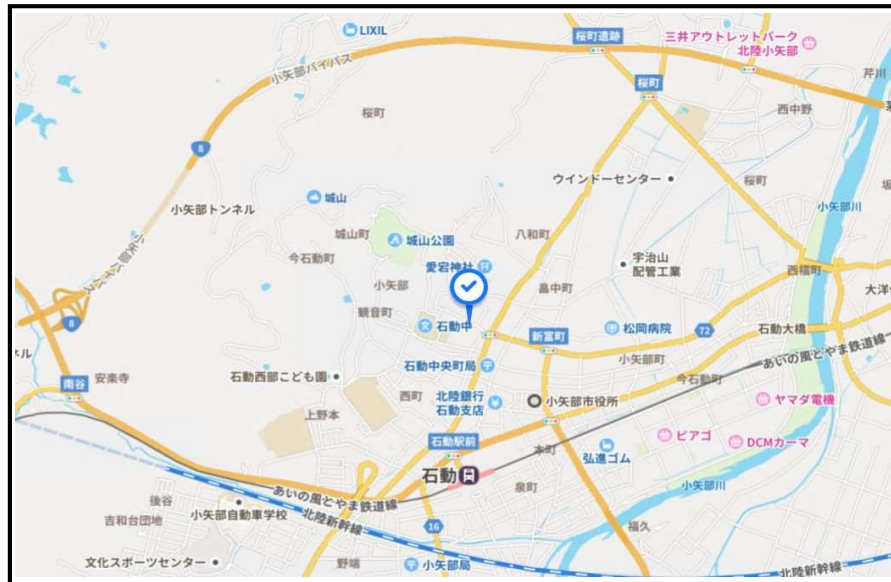 LIXIL
桜町遺跡
三井アウトレットパーク
北陸小矢部
小矢部バイパス
桜町
芹川
桜町
西中野
8
ウインドーセンター
桜町
城山
小矢部トンネル
小矢部川
城山町
城山公園
八和町
今石動町
愛宕神社
宇治山
配管工業
西福町
小矢部バイパス
小矢部
畠中町
大洋
観音町
8
石動中
新富町
松岡病院
72
石動大橋
石動中央町局
小矢部町
あいの風とやま鉄道線
安楽寺
南谷
石動西部こども園
今石動町
西町
北陸銀行
石動支店
小矢部市役所
ヤマダ電機
上野本
石動駅前
本町
ピアゴ
DCMカーマ
石動
弘進ゴム
泉町
小矢部川
後谷
あいの風とやま鉄道線
吉和台団地
小矢部自動車学校
北陸新幹線
16
福久
文化スポーツセンター
野端
小矢部局
北陸新幹線